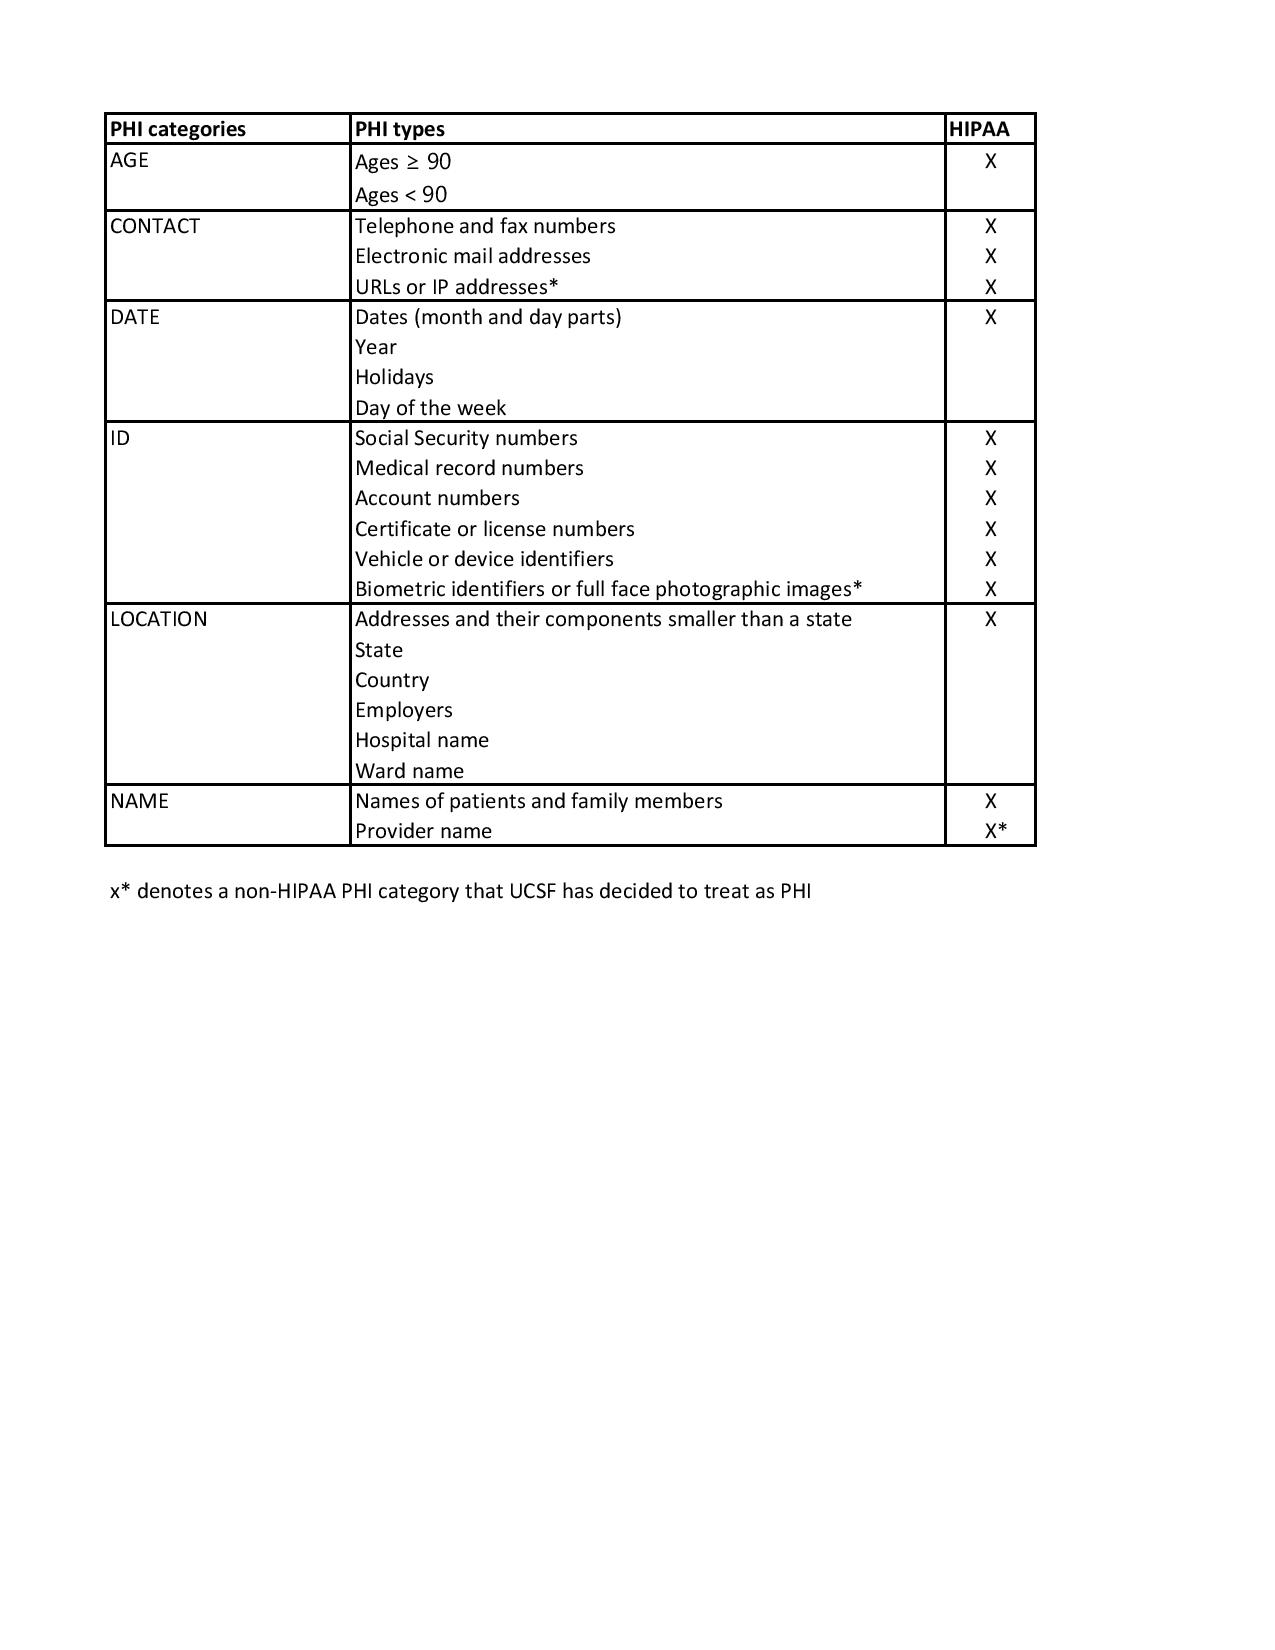 PHI categories PHI types HIPAA
AGE Ages ≥ 90 X
Ages < 90
CONTACT Telephone and fax numbers X
Electronic mail addresses X
URLs or IP addresses* X
DATE Dates (month and day parts) X
Year
Holidays
Day of the week
ID Social Security numbers X
Medical record numbers X
Account numbers X
Certificate or license numbers X
Vehicle or device identifiers X
Biometric identifiers or full face photographic images* X
LOCATION Addresses and their components smaller than a state X
State
Country
Employers
Hospital name
Ward name
NAME Names of patients and family members X
Provider name X*
x* denotes a non-HIPAA PHI category that UCSF has decided to treat as PHI